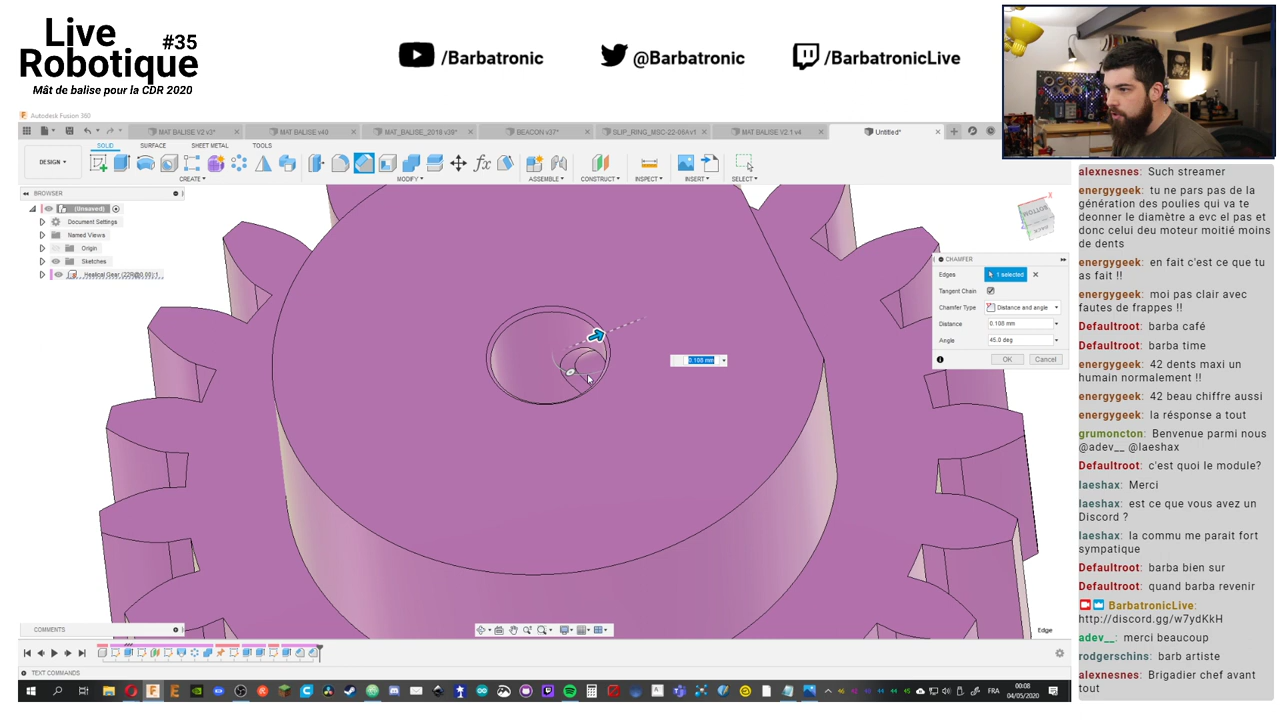 Live
Robotique #35
Mât de balise pour la CDR 2020
/Barbatronic
@Barbatronic
/BarbatronicLive
Autodesk Fusion 360
MAT BALISE V2 v3*
MAT BALISE v40
MAT_BALISE_2018 v38*
BEACON v37*
SLIP_RING_MSC-22-06Av1
MAT BALISE V2.1 v4
Untitled*
SOLID
SURFACE
SHEET METAL
TOOLS
DESIGN
CREATE
MODIFY
ASSEMBLE
CONSTRUCT
INSPECT
INSERT
SELECT
BROWSER
(Unsaved)
Document Settings
Named Views
Origin
Sketches
BOTTOM
BACK
CHAMFER
Edges
1 selected
Tangent Chain
Chamfer Type
Distance and angle
Distance
0.108 mm
Angle
45.0 deg
OK
Cancel
COMMENTS
Edge
TEXT COMMANDS
FRA
00:08
04/05/2020
alexnesnes: Such streamer
energygeek: tu ne pars pas de la
génération des poulies qui va te
deonner le diamètre a evc el pas et
donc celui deu moteur moitié moins
de dents
energygeek: en fait c'est ce que tu
as fait !!
energygeek: moi pas clair avec
fautes de frappes !!
Defaultroot: barba café
Defaultroot: barba time
energygeek: 42 dents maxi un
humain normalement !!
energygeek: 42 beau chiffre aussi
energygeek: la résponse a tout
grumoncton: Benvenue parmi nous
@adev__ @laeshax
Defaultroot: c'est quoi le module?
laeshax: Merci
laeshax: est ce que vous avez un
Discord ?
laeshax: la commu me parait fort
sympatique
Defaultroot: barba bien sur
Defaultroot: quand barba revenir
BarbatronicLive:
http://discord.gg/w7ydKkH
adev__: merci beaucoup
rodgerschins: barb artiste
alexnesnes: Brigadier chef avant
tout